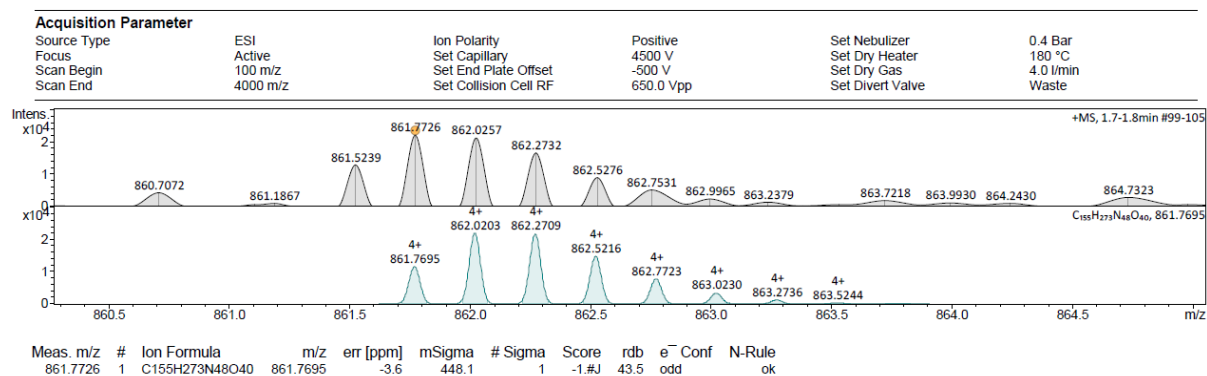 Acquisition Parameter
Source Type ESI Ion Polarity Positive Set Nebulizer 0.4 Bar
Focus Active Set Capillary 4500 V Set Dry Heater 180 °C
Scan Begin 100 m/z Set End Plate Offset -500 V Set Dry Gas 4.0 l/min
Scan End 4000 m/z Set Collision Cell RF 650.0 Vpp Set Divert Valve Waste
Intens.
x10⁴
+MS, 1.7-1.8min #99-105
861.7726 862.0257
2
862.2732
861.5239
862.5276
1
860.7072 861.1867 862.7531 862.9965 863.2379 863.7218 863.9930 864.2430 864.7323
0
x10⁴
C₁₅₅H₂₇₃N₄₈O₄₀, 861.7695
4+ 4+
862.0203 862.2709
2
4+ 4+
861.7695 862.5216
4+
862.7723
1
4+
863.0230
4+
863.2736
4+
863.5244
0
860.5 861.0 861.5 862.0 862.5 863.0 863.5 864.0 864.5 m/z
Meas. m/z # Ion Formula m/z err [ppm] mSigma # Sigma Score rdb e⁻ Conf N-Rule
861.7726 1 C155H273N48O40 861.7695 -3.6 448.1 1 -1.#J 43.5 odd ok